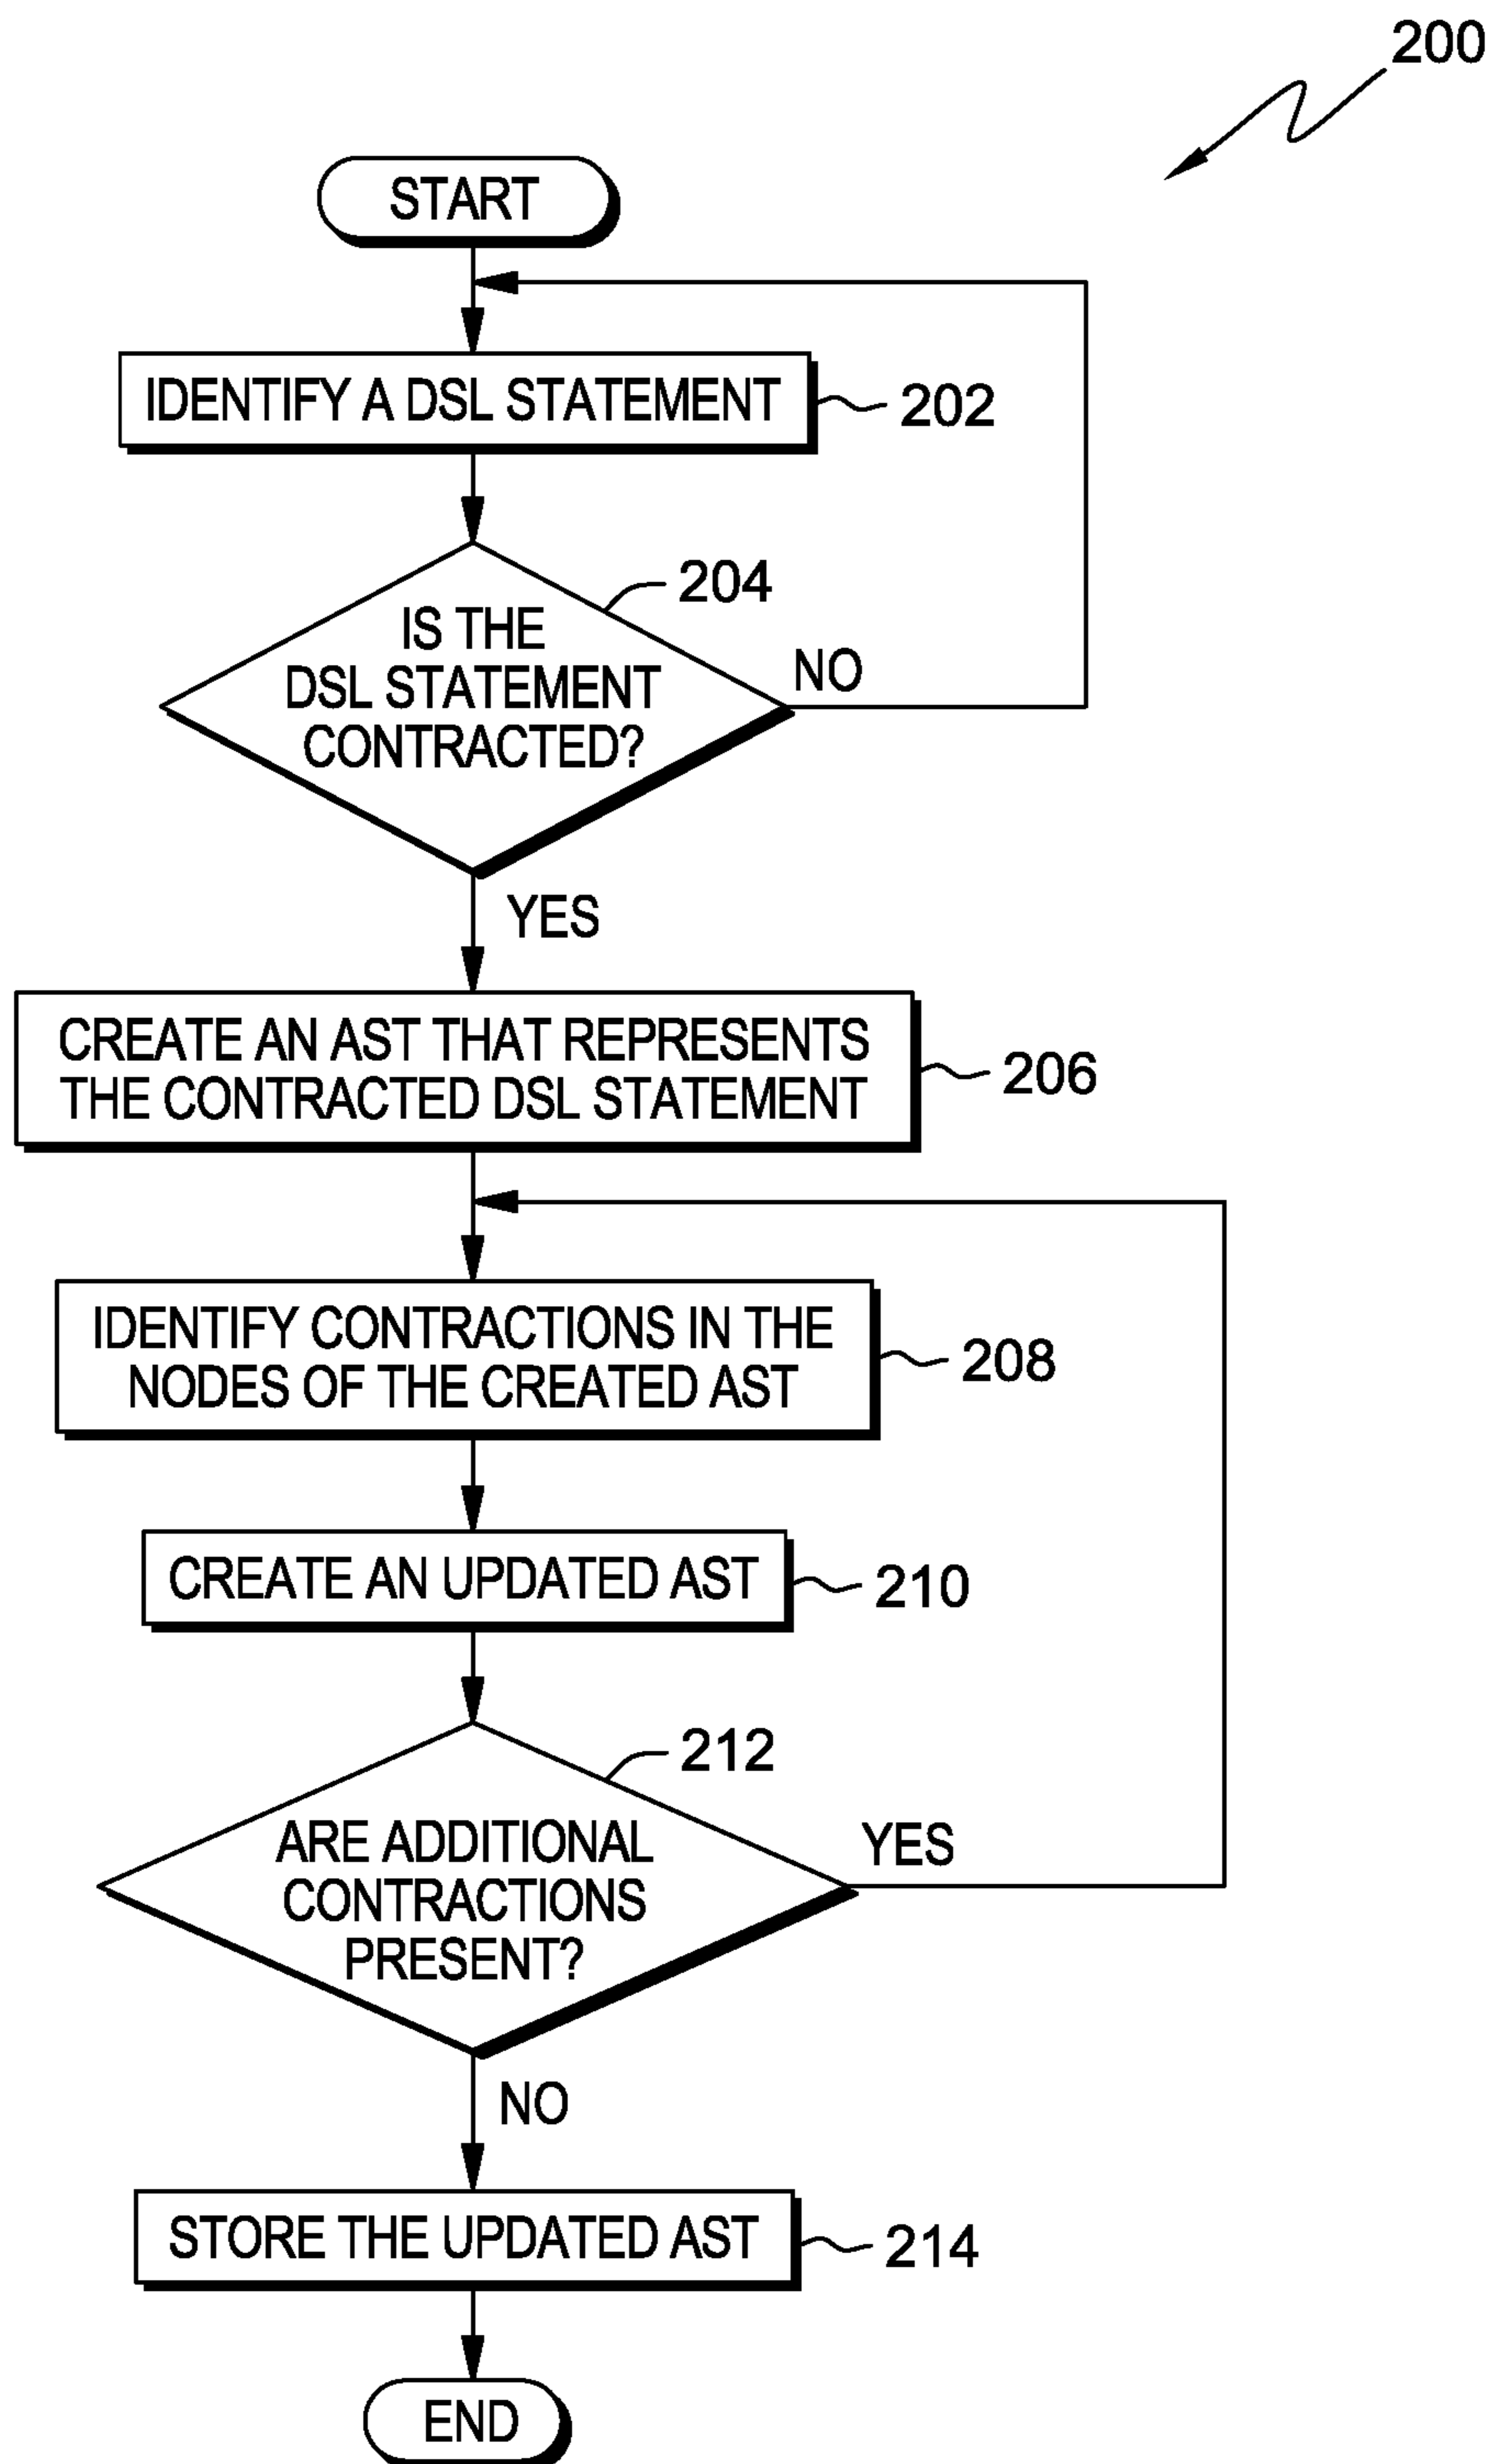 200
START
IDENTIFY A DSL STATEMENT
202
204
IS THE
DSL STATEMENT
CONTRACTED?
NO
YES
CREATE AN AST THAT REPRESENTS
THE CONTRACTED DSL STATEMENT
206
IDENTIFY CONTRACTIONS IN THE
NODES OF THE CREATED AST
208
CREATE AN UPDATED AST
210
212
ARE ADDITIONAL
CONTRACTIONS
PRESENT?
YES
NO
STORE THE UPDATED AST
214
END